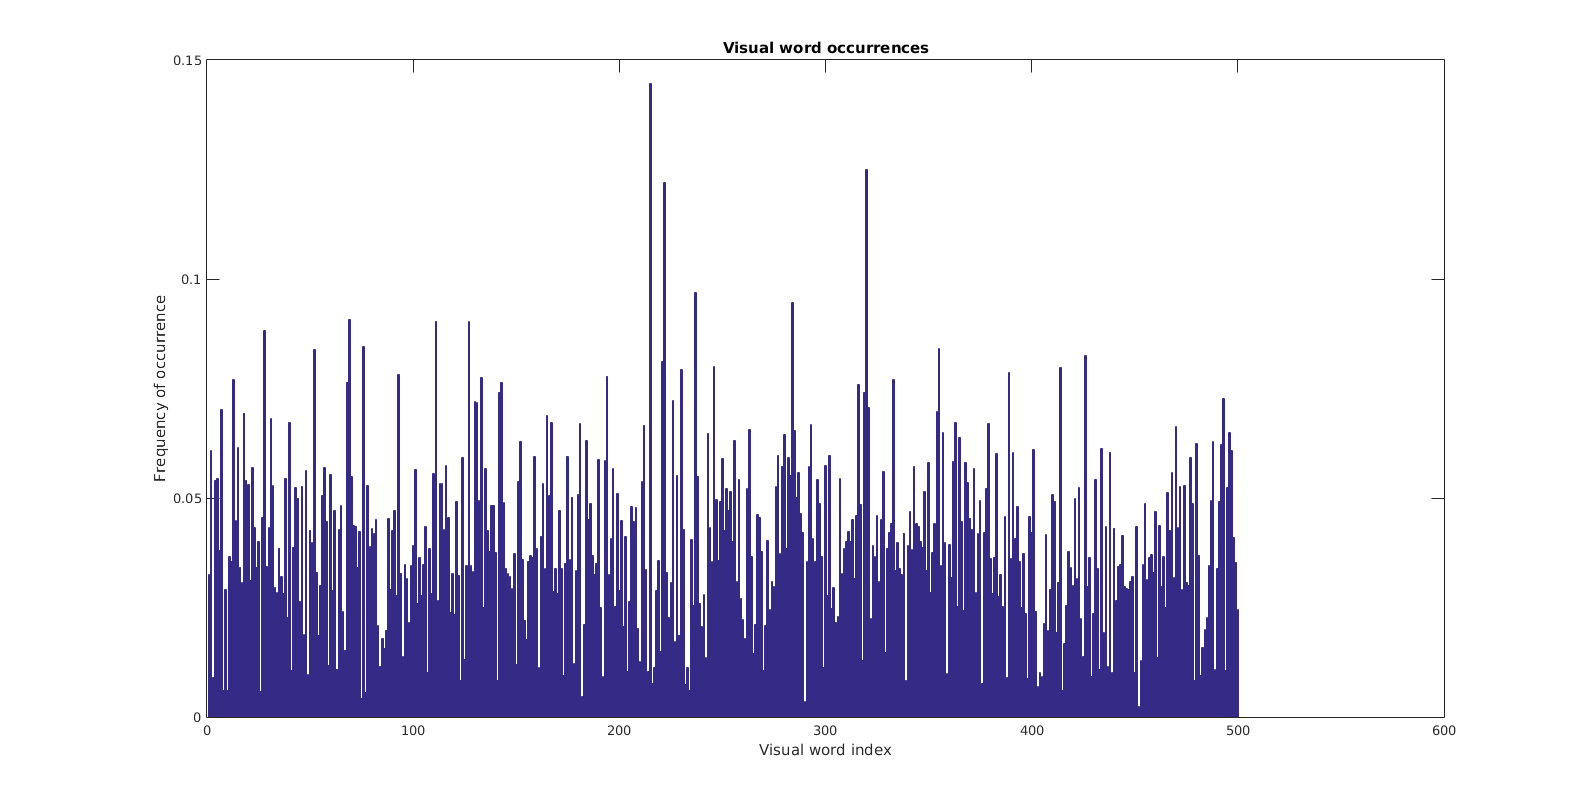 Visual word occurrences
0.15
0.1
0.05
0
Frequency of occurrence
0 100 200 300 400 500 600
Visual word index